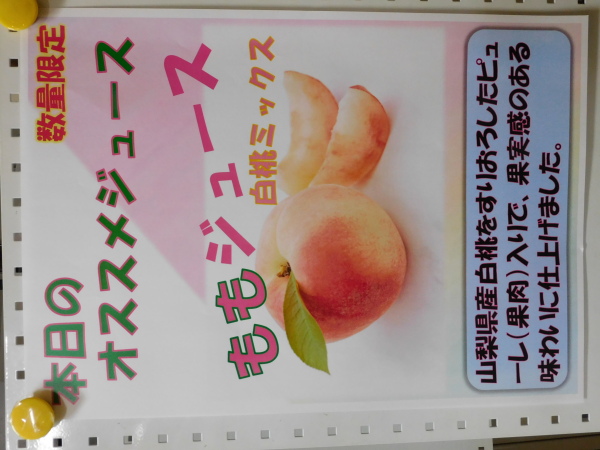 数量限定
本日の
オススメジュース
ももジュース
白桃ミックス
山梨県産白桃をすりおろしたピュ
ーレ(果肉)入りで、果実感のある
味わいに仕上げました。